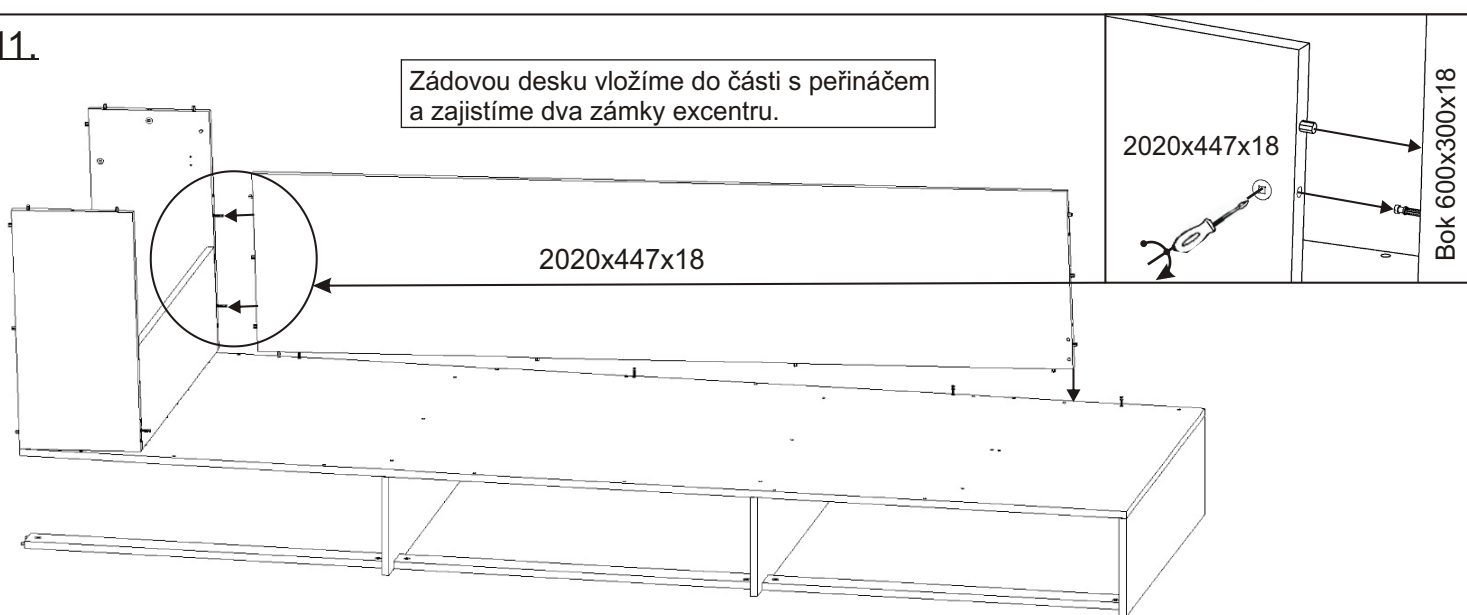 11.
Zádovou desku vložíme do části s peřináčem
a zajistíme dva zámky excentru.
2020x447x18
2020x447x18
Bok 600x300x18